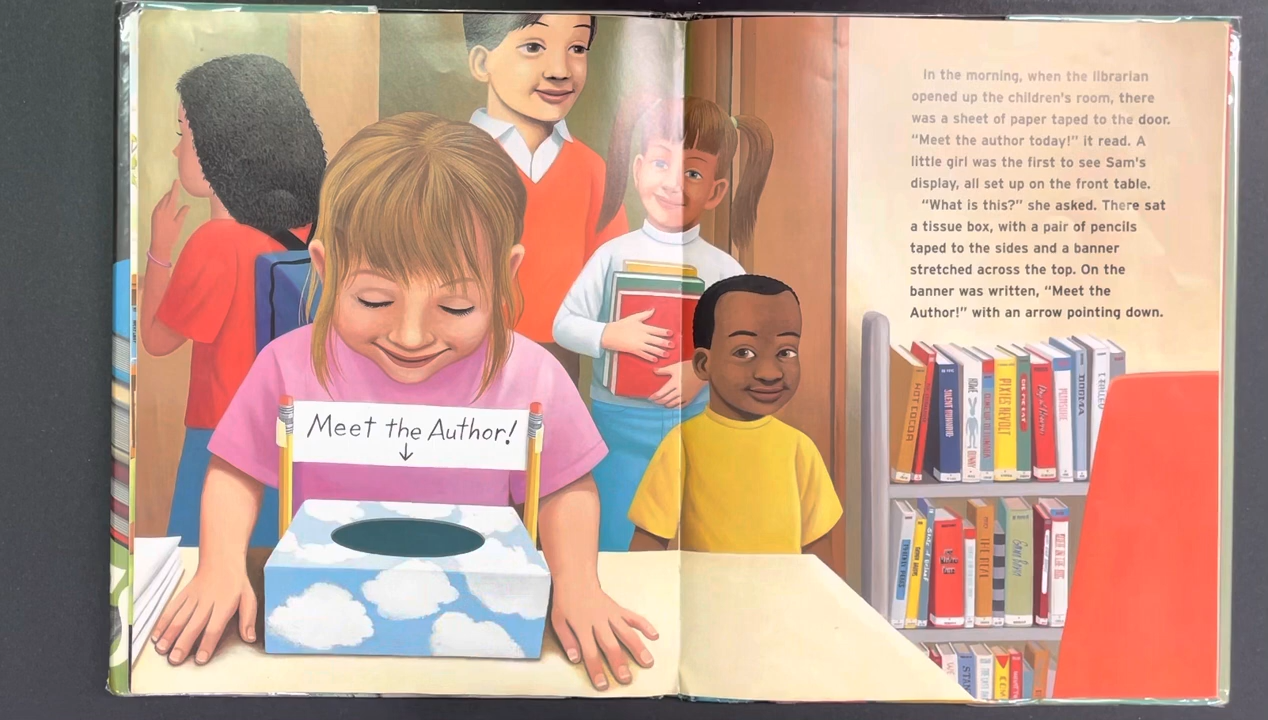 Meet the Author!
↓
In the morning, when the librarian
opened up the children's room, there
was a sheet of paper taped to the door.
“Meet the author today!” it read. A
little girl was the first to see Sam's
display, all set up on the front table.
“What is this?” she asked. There sat
a tissue box, with a pair of pencils
taped to the sides and a banner
stretched across the top. On the
banner was written, “Meet the
Author!” with an arrow pointing down.
HOT COCOA
PIXIES REVOLT
THE REAL